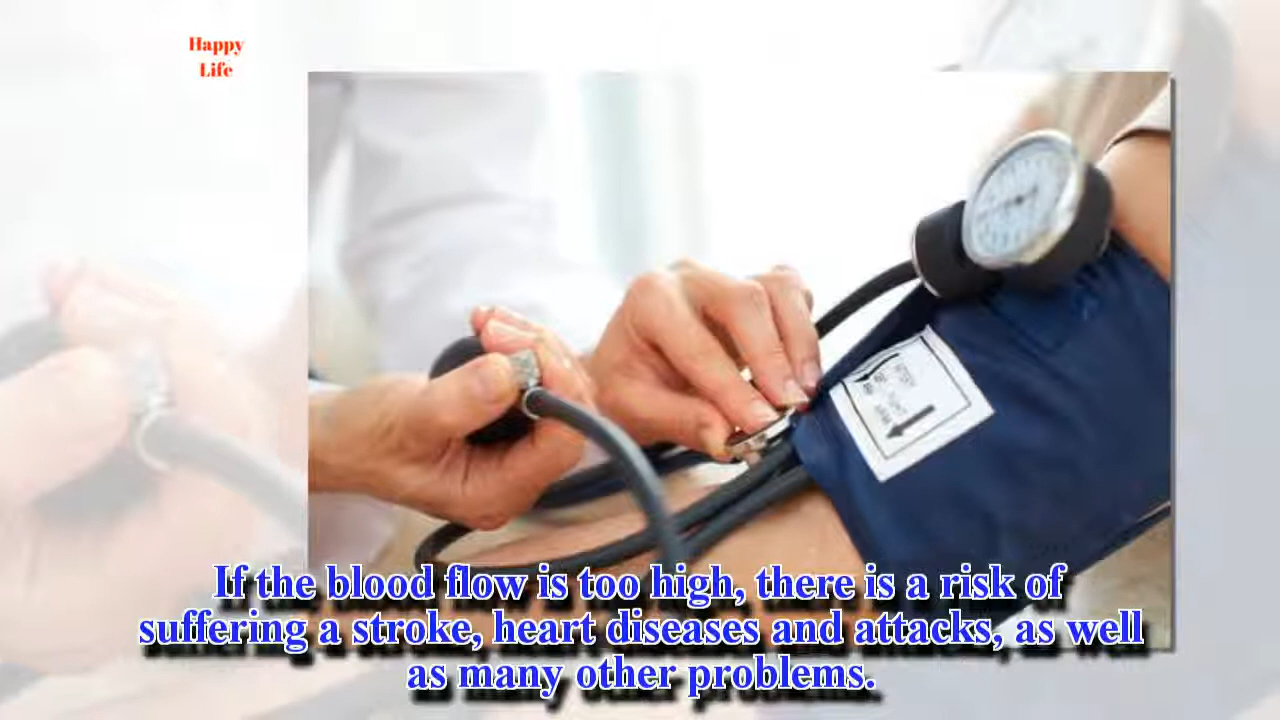 Happy
Life
If the blood flow is too high, there is a risk of
suffering a stroke, heart diseases and attacks, as well
as many other problems.